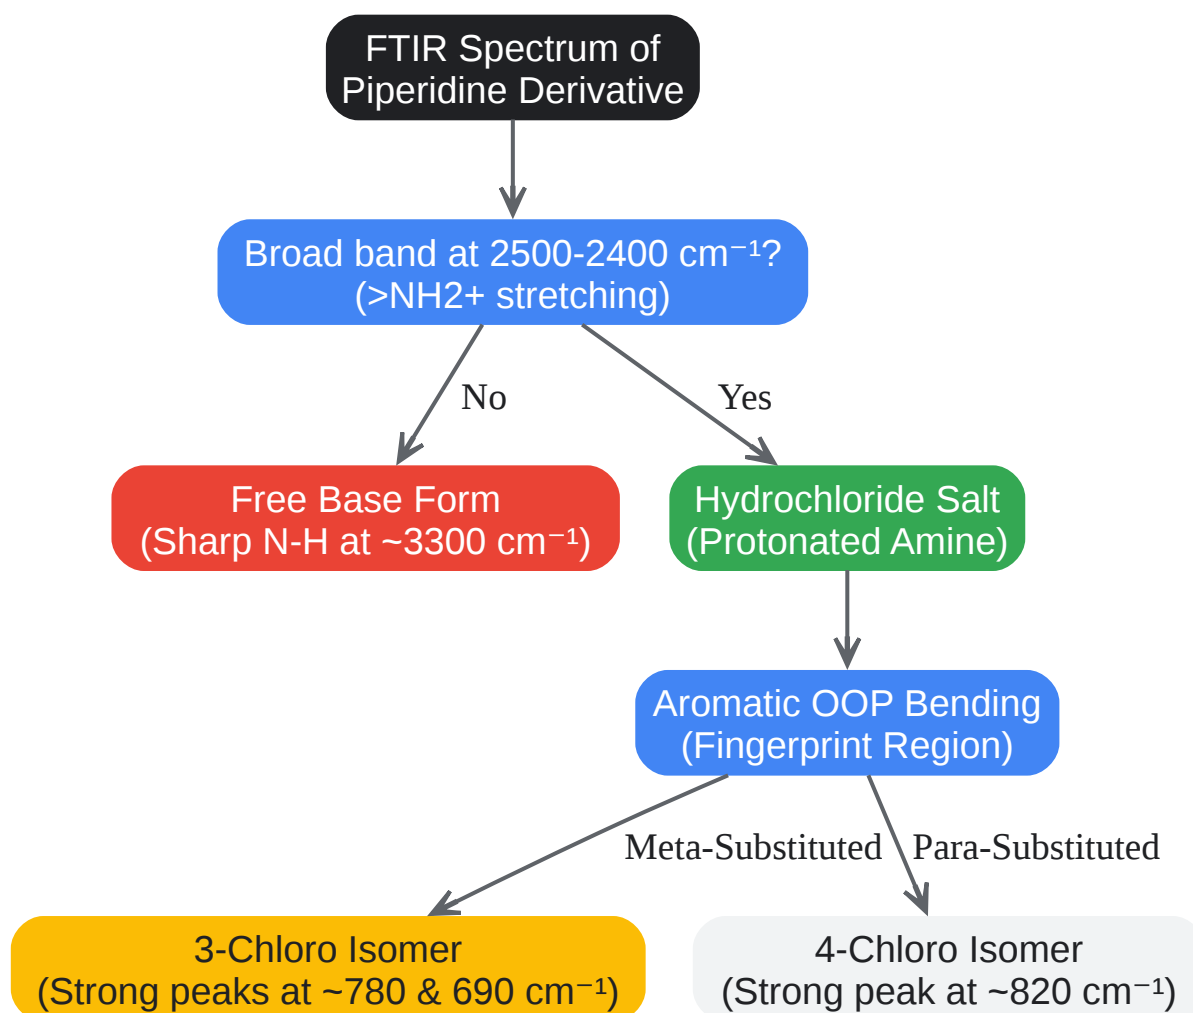 FTIR Spectrum of
Piperidine Derivative
Broad band at 2500-2400 cm⁻¹?
(>NH2+ stretching)
No
Yes
Free Base Form
(Sharp N-H at ~3300 cm⁻¹)
Hydrochloride Salt
(Protonated Amine)
Aromatic OOP Bending
(Fingerprint Region)
Meta-Substituted
Para-Substituted
3-Chloro Isomer
(Strong peaks at ~780 & 690 cm⁻¹)
4-Chloro Isomer
(Strong peak at ~820 cm⁻¹)